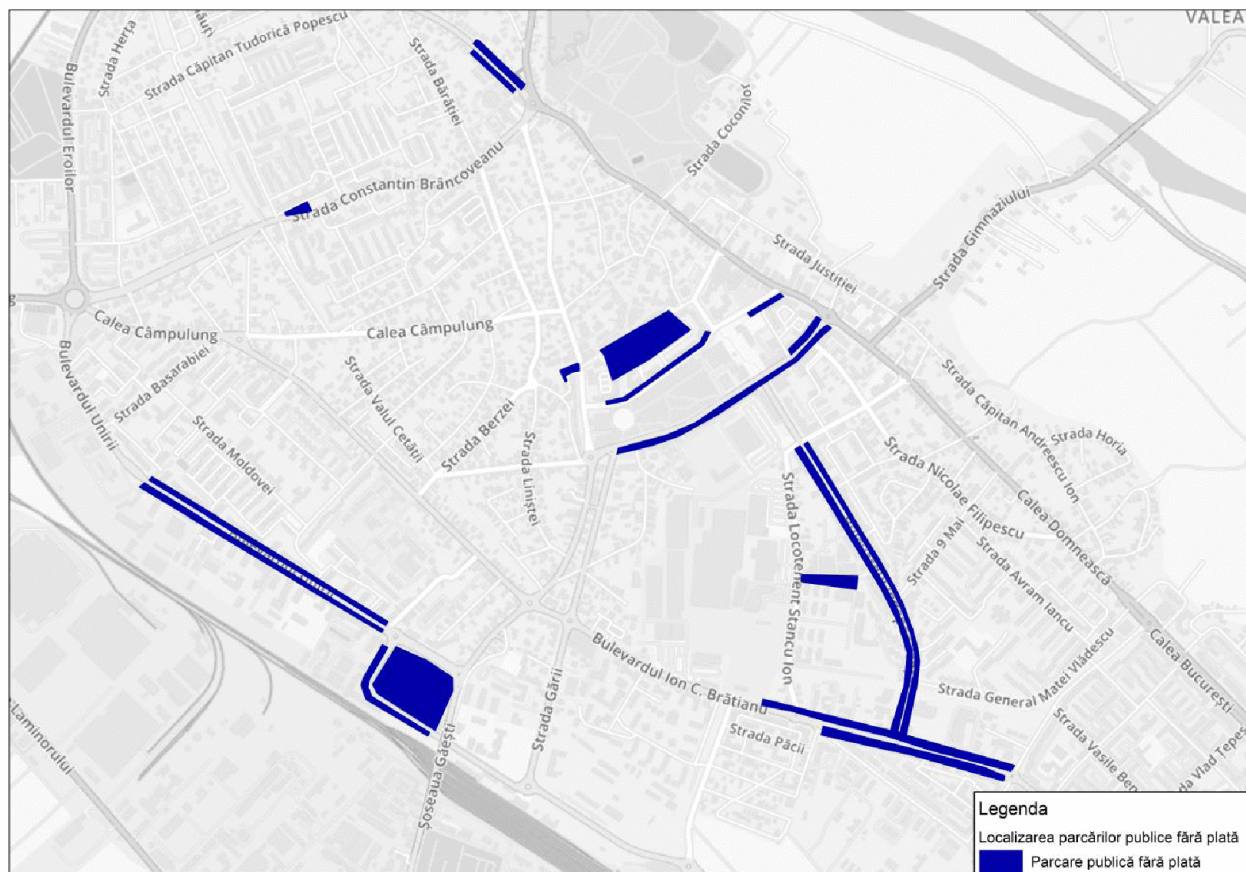 VALEA
Strada Herța
Strada Căpitan Tudorică Popescu
Strada Bărăției
Bulevardul Eroilor
Strada Coconilor
Strada Constantin Brâncoveanu
Strada Gimnaziului
Strada Justiției
Calea Câmpulung
Calea Câmpulung
Bulevardul Unirii
Strada Basarabiei
Strada Valul Cetății
Strada Berzei
Strada Moldovei
Strada Liniștei
Strada Căpitan Andreescu Ion
Strada Horia
Strada Nicolae Filipescu
Calea Domnească
Strada Locotenent Stancu Ion
Strada 9 Mai
Strada Avram Iancu
Calea București
Bulevardul Ion C. Brătianu
Strada General Matei Vlădescu
Strada Gării
Strada Păcii
Strada Vasile
Vlad Țepeș
Laminorului
Șoseaua Găești
Legenda
Localizarea parcărilor publice fără plată
Parcare publică fără plată